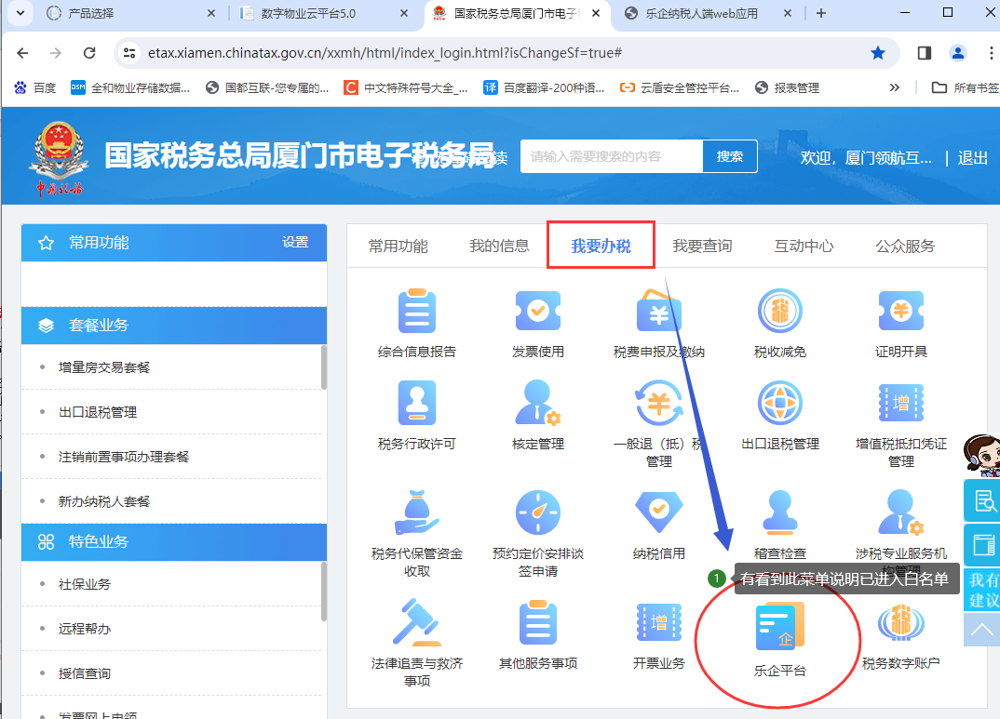 产品选择
数字物业云平台5.0
国家税务总局厦门市电子
乐企纳税人端web应用
etax.xiamen.chinatax.gov.cn/xxmh/html/index_login.html?isChangeSf=true#
百度
DSM 全和物业存储数据...
国都互联-您专属的...
C 中文特殊符号大全_...
译 百度翻译-200种语...
云盾安全管控平台...
报表管理
所有书签
国家税务总局厦门市电子税务局
中国税务
请输入需要搜索的内容
搜索
欢迎，厦门领航互... | 退出
常用功能 设置
套餐业务
增量房交易套餐
出口退税管理
注销前置事项办理套餐
新办纳税人套餐
特色业务
社保业务
远程帮办
授信查询
发票网上申领
常用功能 我的信息 我要办税 我要查询 互动中心 公众服务
综合信息报告 发票使用 税费申报及缴纳 税收减免 证明开具
税务行政许可 核定管理 一般退（抵）税管理 出口退税管理 增值税抵扣凭证管理
税务代保管资金收取 预约定价安排谈签申请 纳税信用 稽查检查 涉税专业服务机构管理
1 有看到此菜单说明已进入白名单
法律追责与救济事项 其他服务事项 开票业务 乐企平台 税务数字账户
我有
建议